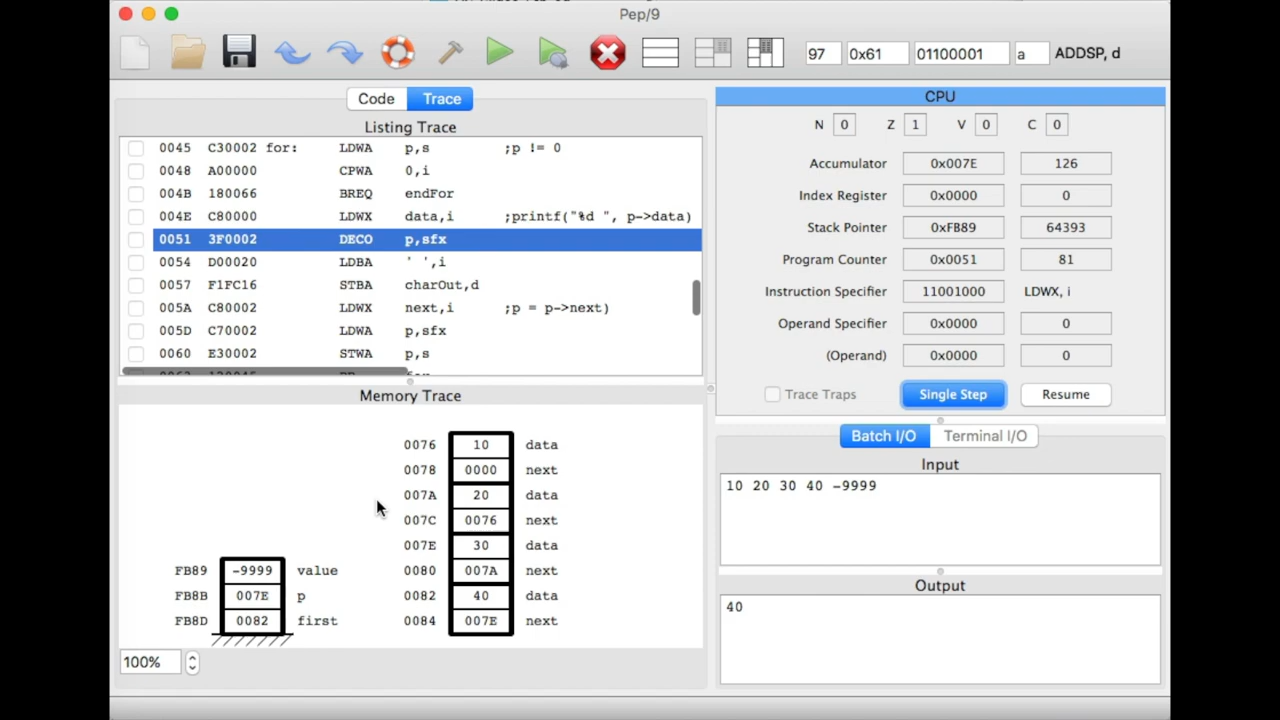 Pep/9
97 0x61 01100001 a ADDSP, d
Code Trace
Listing Trace
0045 C30002 for: LDWA p,s ;p != 0
0048 A00000 CPWA 0,i
004B 180066 BREQ endFor
004E C80000 LDWX data,i ;printf("%d ", p->data)
0051 3F0002 DECO p,sfx
0054 D00020 LDBA ' ',i
0057 F1FC16 STBA charOut,d
005A C80002 LDWX next,i ;p = p->next)
005D C70002 LDWA p,sfx
0060 E30002 STWA p,s
Memory Trace
0076 10 data
0078 0000 next
007A 20 data
007C 0076 next
007E 30 data
0080 007A next
0082 40 data
0084 007E next
FB89 -9999 value
FB8B 007E p
FB8D 0082 first
100%
CPU
N 0 Z 1 V 0 C 0
Accumulator 0x007E 126
Index Register 0x0000 0
Stack Pointer 0xFB89 64393
Program Counter 0x0051 81
Instruction Specifier 11001000 LDWX, i
Operand Specifier 0x0000 0
(Operand) 0x0000 0
Trace Traps Single Step Resume
Batch I/O Terminal I/O
Input
10 20 30 40 -9999
Output
40